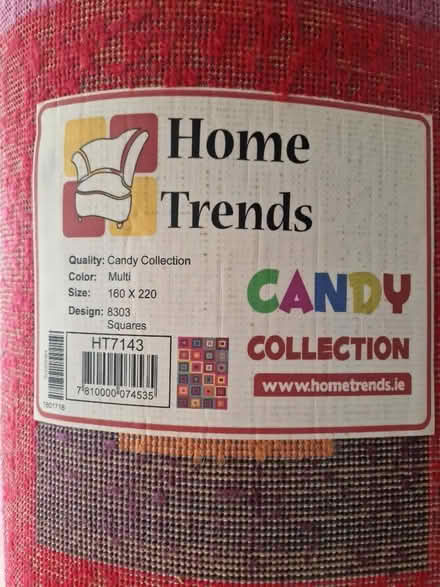 Home
Trends
Quality: Candy Collection
Color: Multi
Size: 160 X 220
Design: 8303
Squares
HT7143
7 810000 074535
1801718
CANDY
COLLECTION
www.hometrends.ie